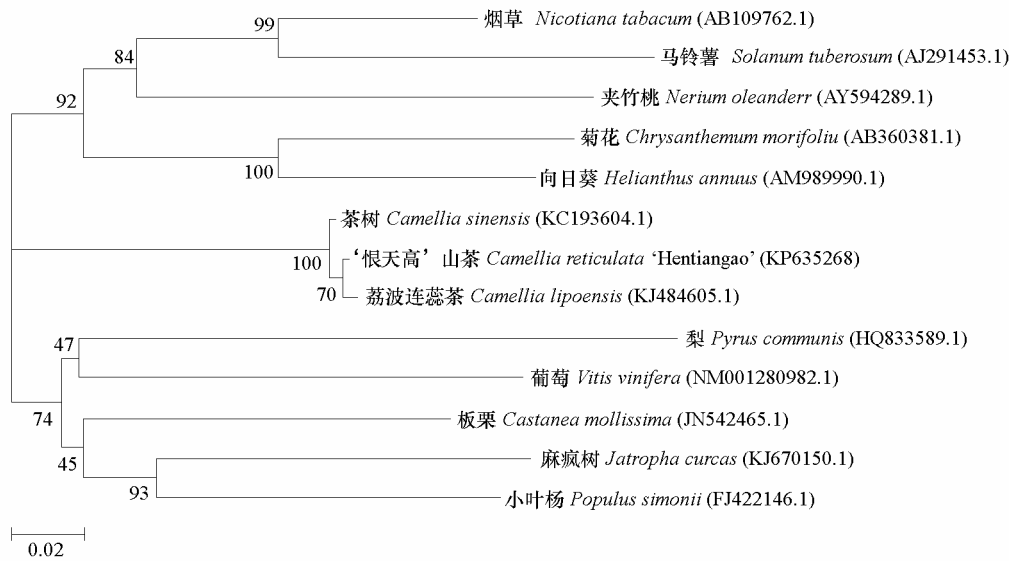 99
烟草 Nicotiana tabacum (AB109762.1)
84
马铃薯 Solanum tuberosum (AJ291453.1)
92
夹竹桃 Nerium oleanderr (AY594289.1)
菊花 Chrysanthemum morifoliu (AB360381.1)
100
向日葵 Helianthus annuus (AM989990.1)
茶树 Camellia sinensis (KC193604.1)
100
‘恨天高’山茶 Camellia reticulata ‘Hentiangao’ (KP635268)
70
荔波连蕊茶 Camellia lipoensis (KJ484605.1)
47
梨 Pyrus communis (HQ833589.1)
葡萄 Vitis vinifera (NM001280982.1)
74
板栗 Castanea mollissima (JN542465.1)
45
麻疯树 Jatropha curcas (KJ670150.1)
93
小叶杨 Populus simonii (FJ422146.1)
0.02